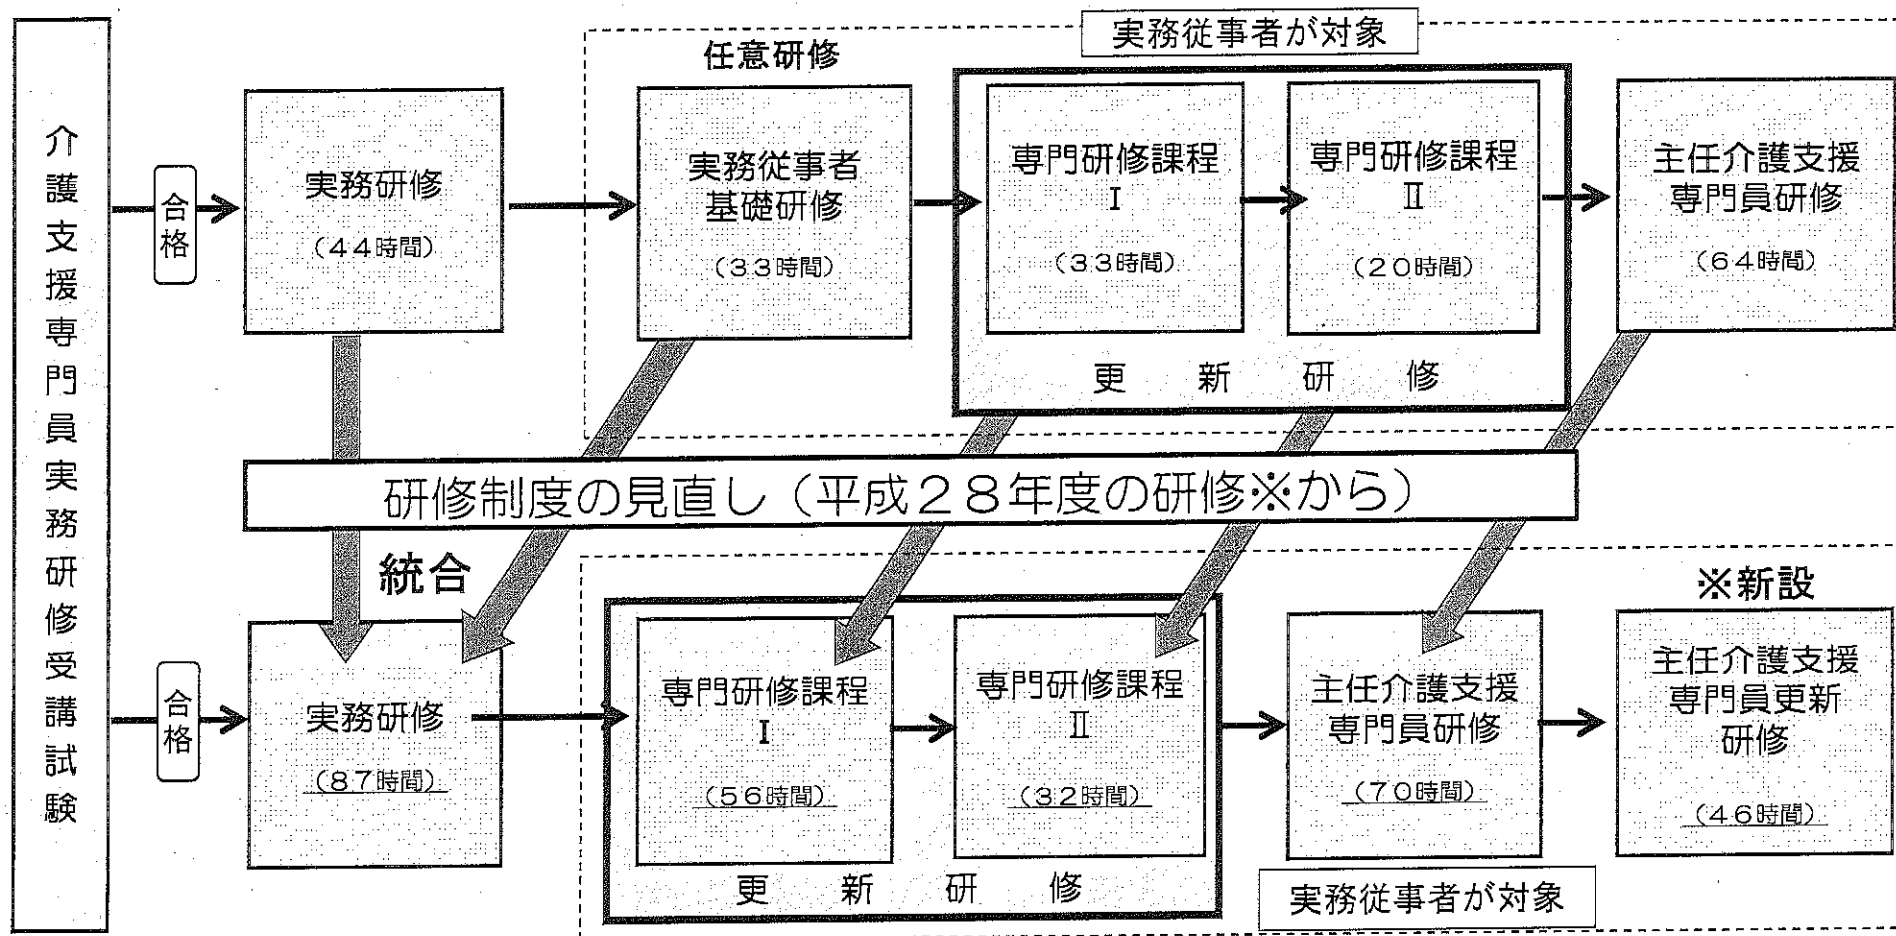 介護支援専門員実務研修受講試験
実務従事者が対象
任意研修
合格
実務研修
(44時間)
実務従事者
基礎研修
(33時間)
専門研修課程
Ⅰ
(33時間)
専門研修課程
Ⅱ
(20時間)
主任介護支援
専門員研修
(64時間)
更新研修
研修制度の見直し(平成28年度の研修※から)
統合
※新設
合格
実務研修
(87時間)
専門研修課程
Ⅰ
(56時間)
専門研修課程
Ⅱ
(32時間)
主任介護支援
専門員研修
(70時間)
主任介護支援
専門員更新
研修
(46時間)
更新研修
実務従事者が対象